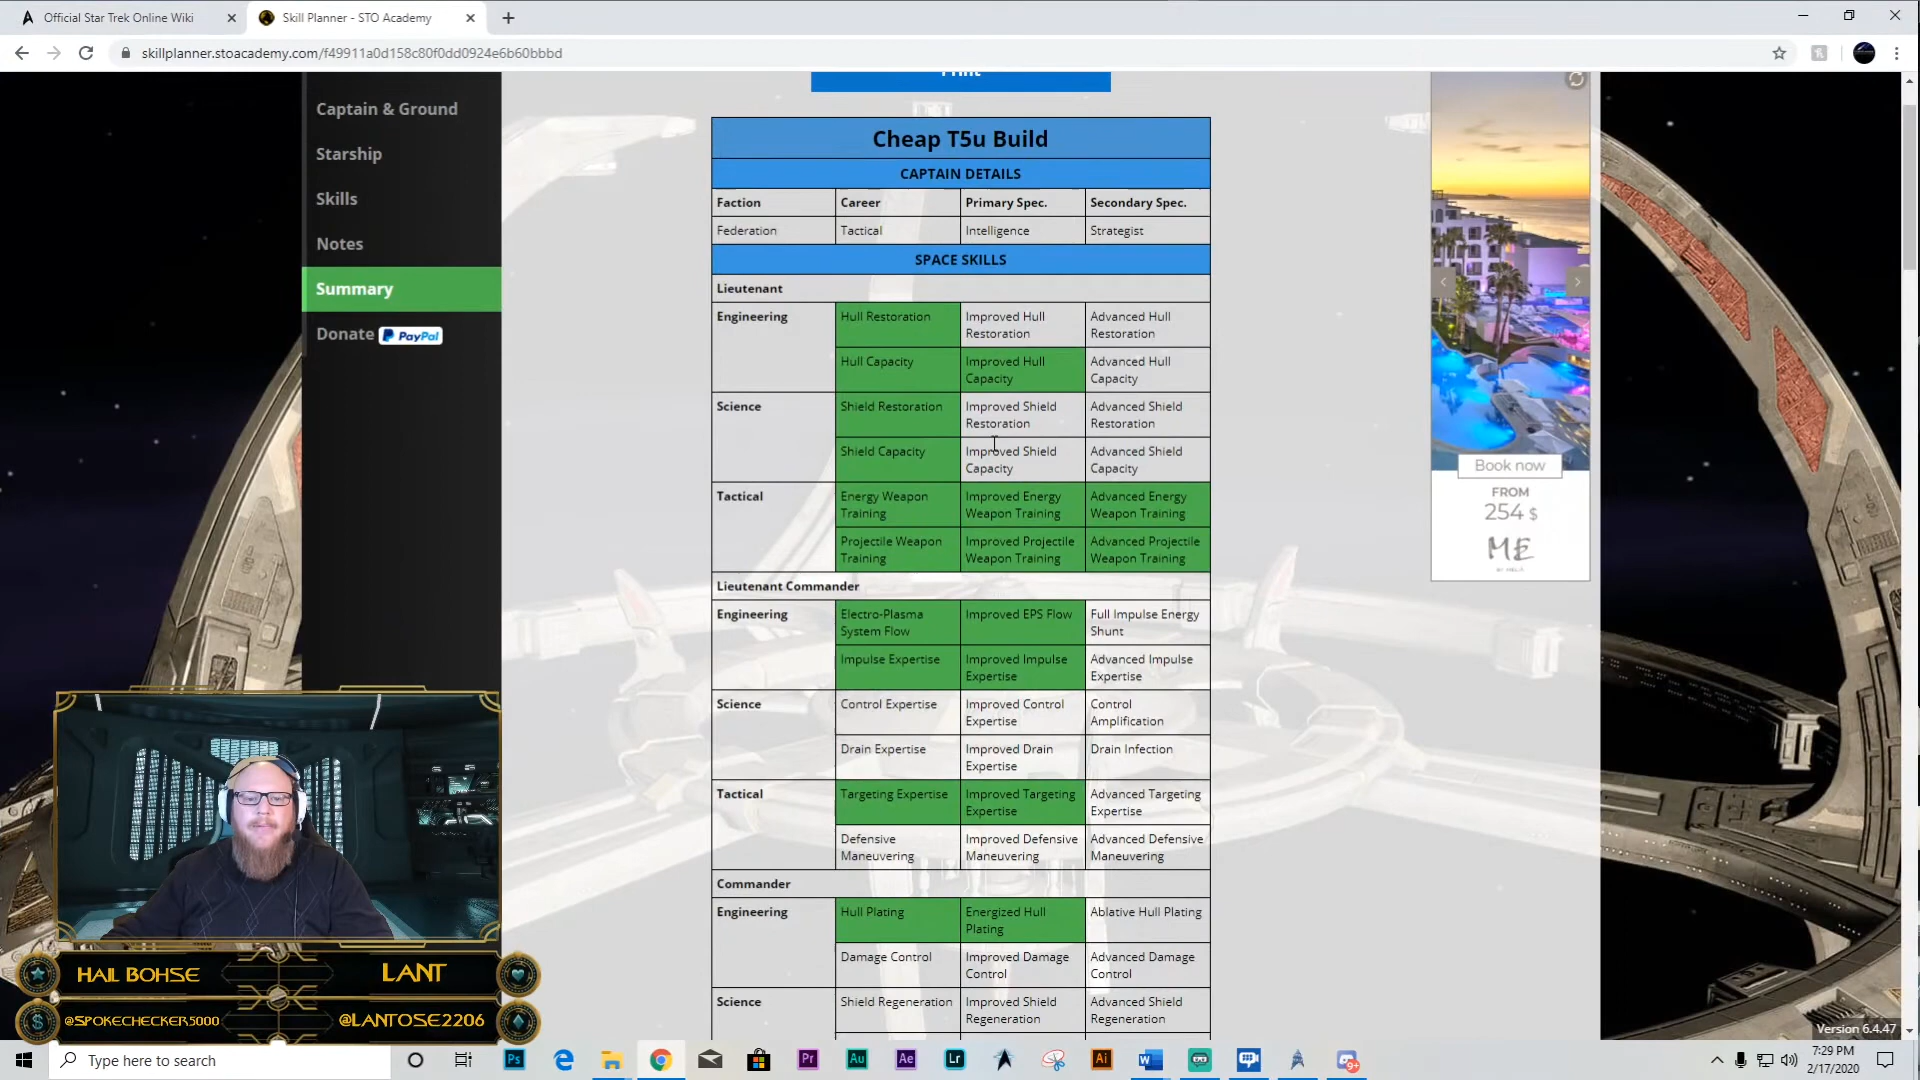 Official Star Trek Online Wiki
Skill Planner - STO Academy
skillplanner.stoacademy.com/f49911a0d158c80f0dd0924e6b60bbbd
Print
Captain & Ground
Starship
Skills
Notes
Summary
Donate PayPal
Cheap T5u Build
CAPTAIN DETAILS
Faction Career Primary Spec. Secondary Spec.
Federation Tactical Intelligence Strategist
SPACE SKILLS
Lieutenant
Engineering Hull Restoration Improved Hull Advanced Hull
Restoration Restoration
Hull Capacity Improved Hull Advanced Hull
Capacity Capacity
Science Shield Restoration Improved Shield Advanced Shield
Restoration Restoration
Shield Capacity Improved Shield Advanced Shield
Capacity Capacity
Tactical Energy Weapon Improved Energy Advanced Energy
Training Weapon Training Weapon Training
Projectile Weapon Improved Projectile Advanced Projectile
Training Weapon Training Weapon Training
Lieutenant Commander
Engineering Electro-Plasma Improved EPS Flow Full Impulse Energy
System Flow Shunt
Impulse Expertise Improved Impulse Advanced Impulse
Expertise Expertise
Science Control Expertise Improved Control Control
Expertise Amplification
Drain Expertise Improved Drain Drain Infection
Expertise
Tactical Targeting Expertise Improved Targeting Advanced Targeting
Expertise Expertise
Defensive Improved Defensive Advanced Defensive
Maneuvering Maneuvering Maneuvering
Commander
Engineering Hull Plating Energized Hull Ablative Hull Plating
Plating
Damage Control Improved Damage Advanced Damage
Control Control
Science Shield Regeneration Improved Shield Advanced Shield
Regeneration Regeneration
Book now
FROM
254 $
ME
HAIL BOHSE LANT
@SPOKECHECKER5000 @LANTOSE2206
Version 6.4.47
Type here to search
Ps
Pr
Au
Ae
Lr
Ai
9+
7:29 PM
2/17/2020